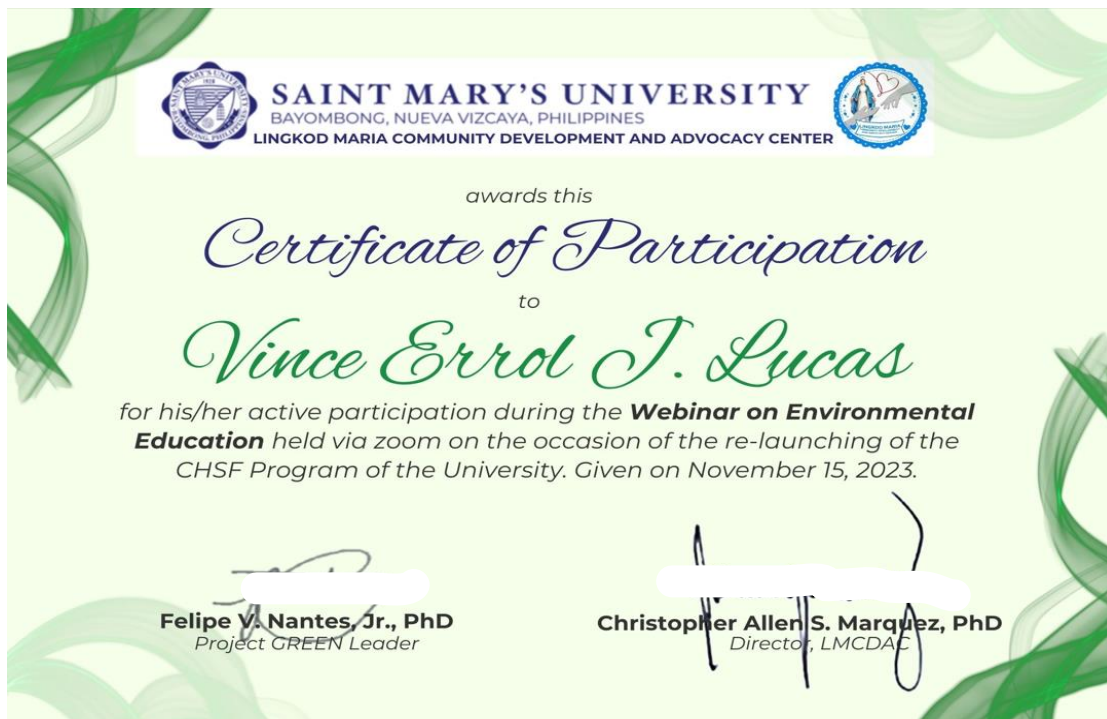 SAINT MARY'S UNIVERSITY
BAYOMBONG, NUEVA VIZCAYA, PHILIPPINES
LINGKOD MARIA COMMUNITY DEVELOPMENT AND ADVOCACY CENTER
awards this
Certificate of Participation
to
Vince Errol J. Lucas
for his/her active participation during the Webinar on Environmental
Education held via zoom on the occasion of the re-launching of the
CHSF Program of the University. Given on November 15, 2023.
Felipe V. Nantes, Jr., PhD
Project GREEN Leader
Christopher Allen S. Marquez, PhD
Director, LMCDAC